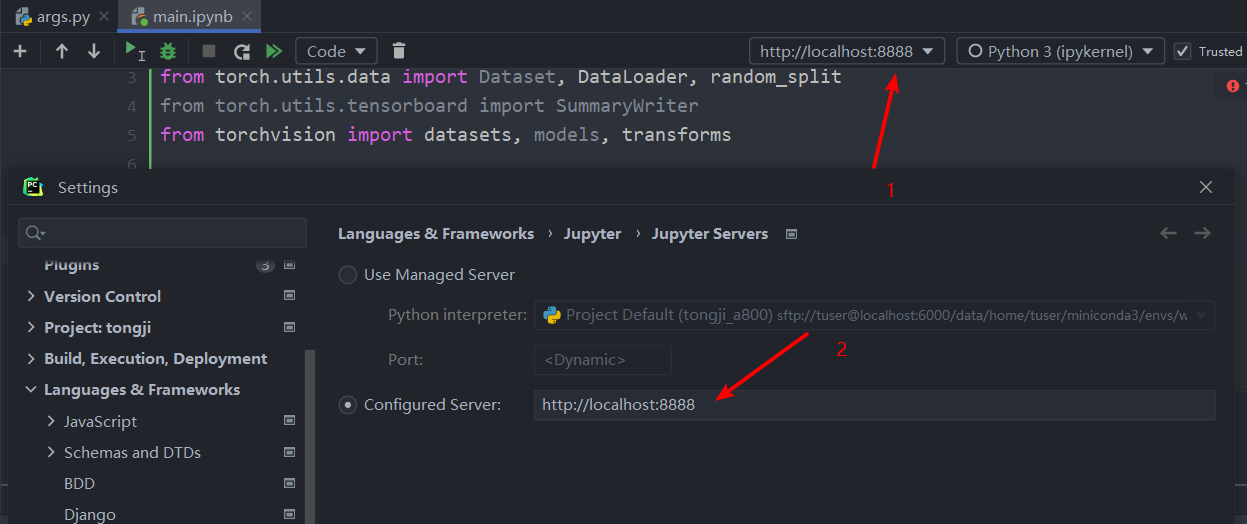 args.py main.ipynb
Code http://localhost:8888 Python 3 (ipykernel) Trusted
3 from torch.utils.data import Dataset, DataLoader, random_split
4 from torch.utils.tensorboard import SummaryWriter
5 from torchvision import datasets, models, transforms
6
1
PC Settings
Languages & Frameworks › Jupyter › Jupyter Servers
Plugins 3
Use Managed Server
Version Control
Python interpreter: Project Default (tongji_a800) sftp://tuser@localhost:6000/data/home/tuser/miniconda3/envs/w
Project: tongji
2
Build, Execution, Deployment
Port: <Dynamic>
Languages & Frameworks
Configured Server: http://localhost:8888
JavaScript
Schemas and DTDs
BDD
Django